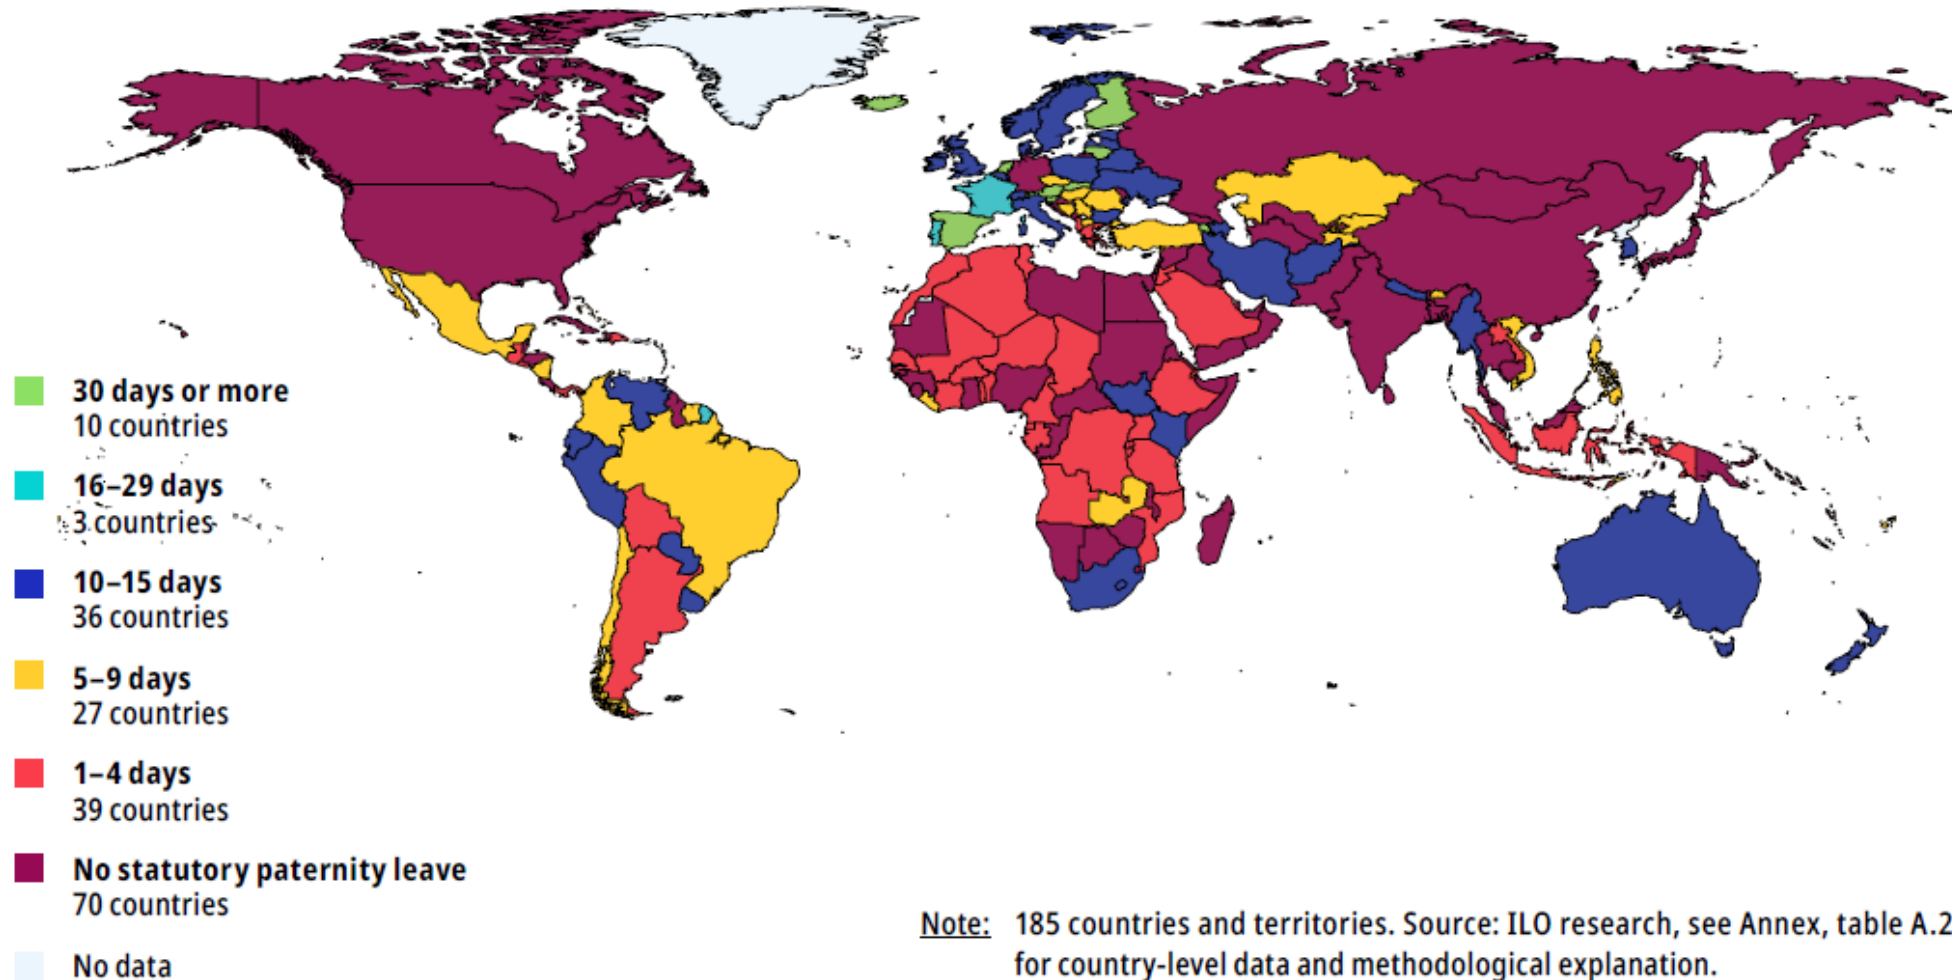 30 days or more
10 countries
16–29 days
3 countries
10–15 days
36 countries
5–9 days
27 countries
1–4 days
39 countries
No statutory paternity leave
70 countries
No data
Note: 185 countries and territories. Source: ILO research, see Annex, table A.2
for country-level data and methodological explanation.